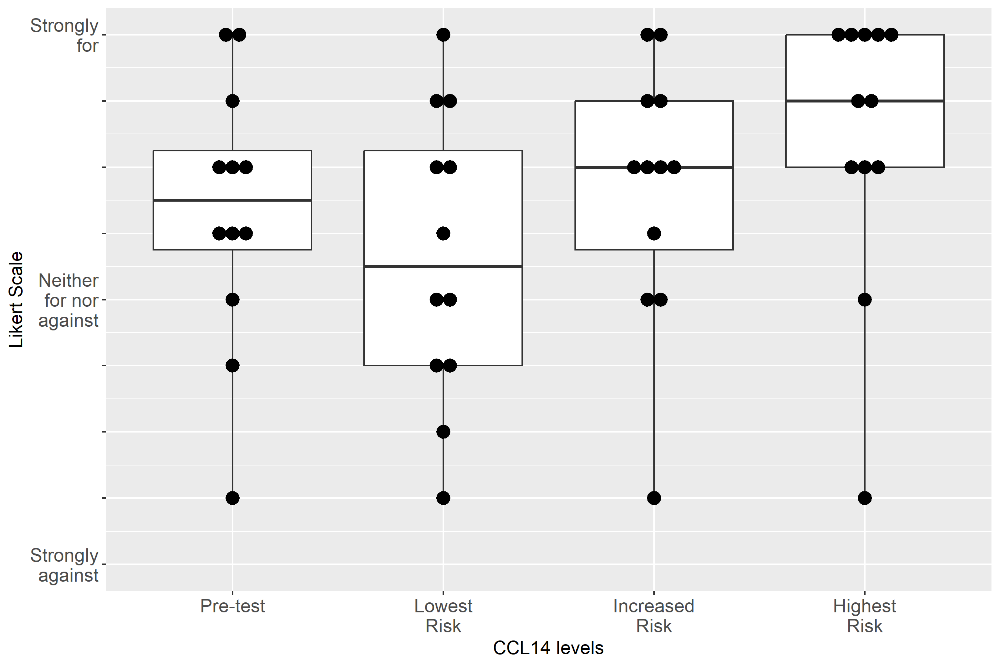 Strongly
for
Neither
for nor
against
Strongly
against
Likert Scale
Pre-test
Lowest
Risk
Increased
Risk
Highest
Risk
CCL14 levels